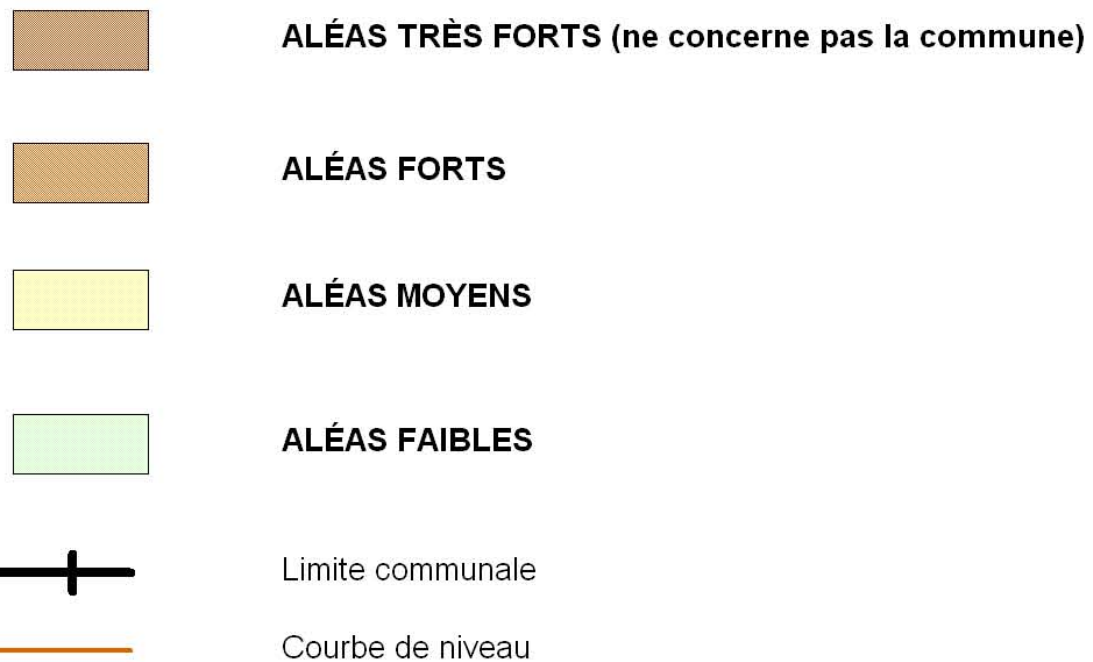 ALÉAS TRÈS FORTS (ne concerne pas la commune)
ALÉAS FORTS
ALÉAS MOYENS
ALÉAS FAIBLES
Limite communale
Courbe de niveau